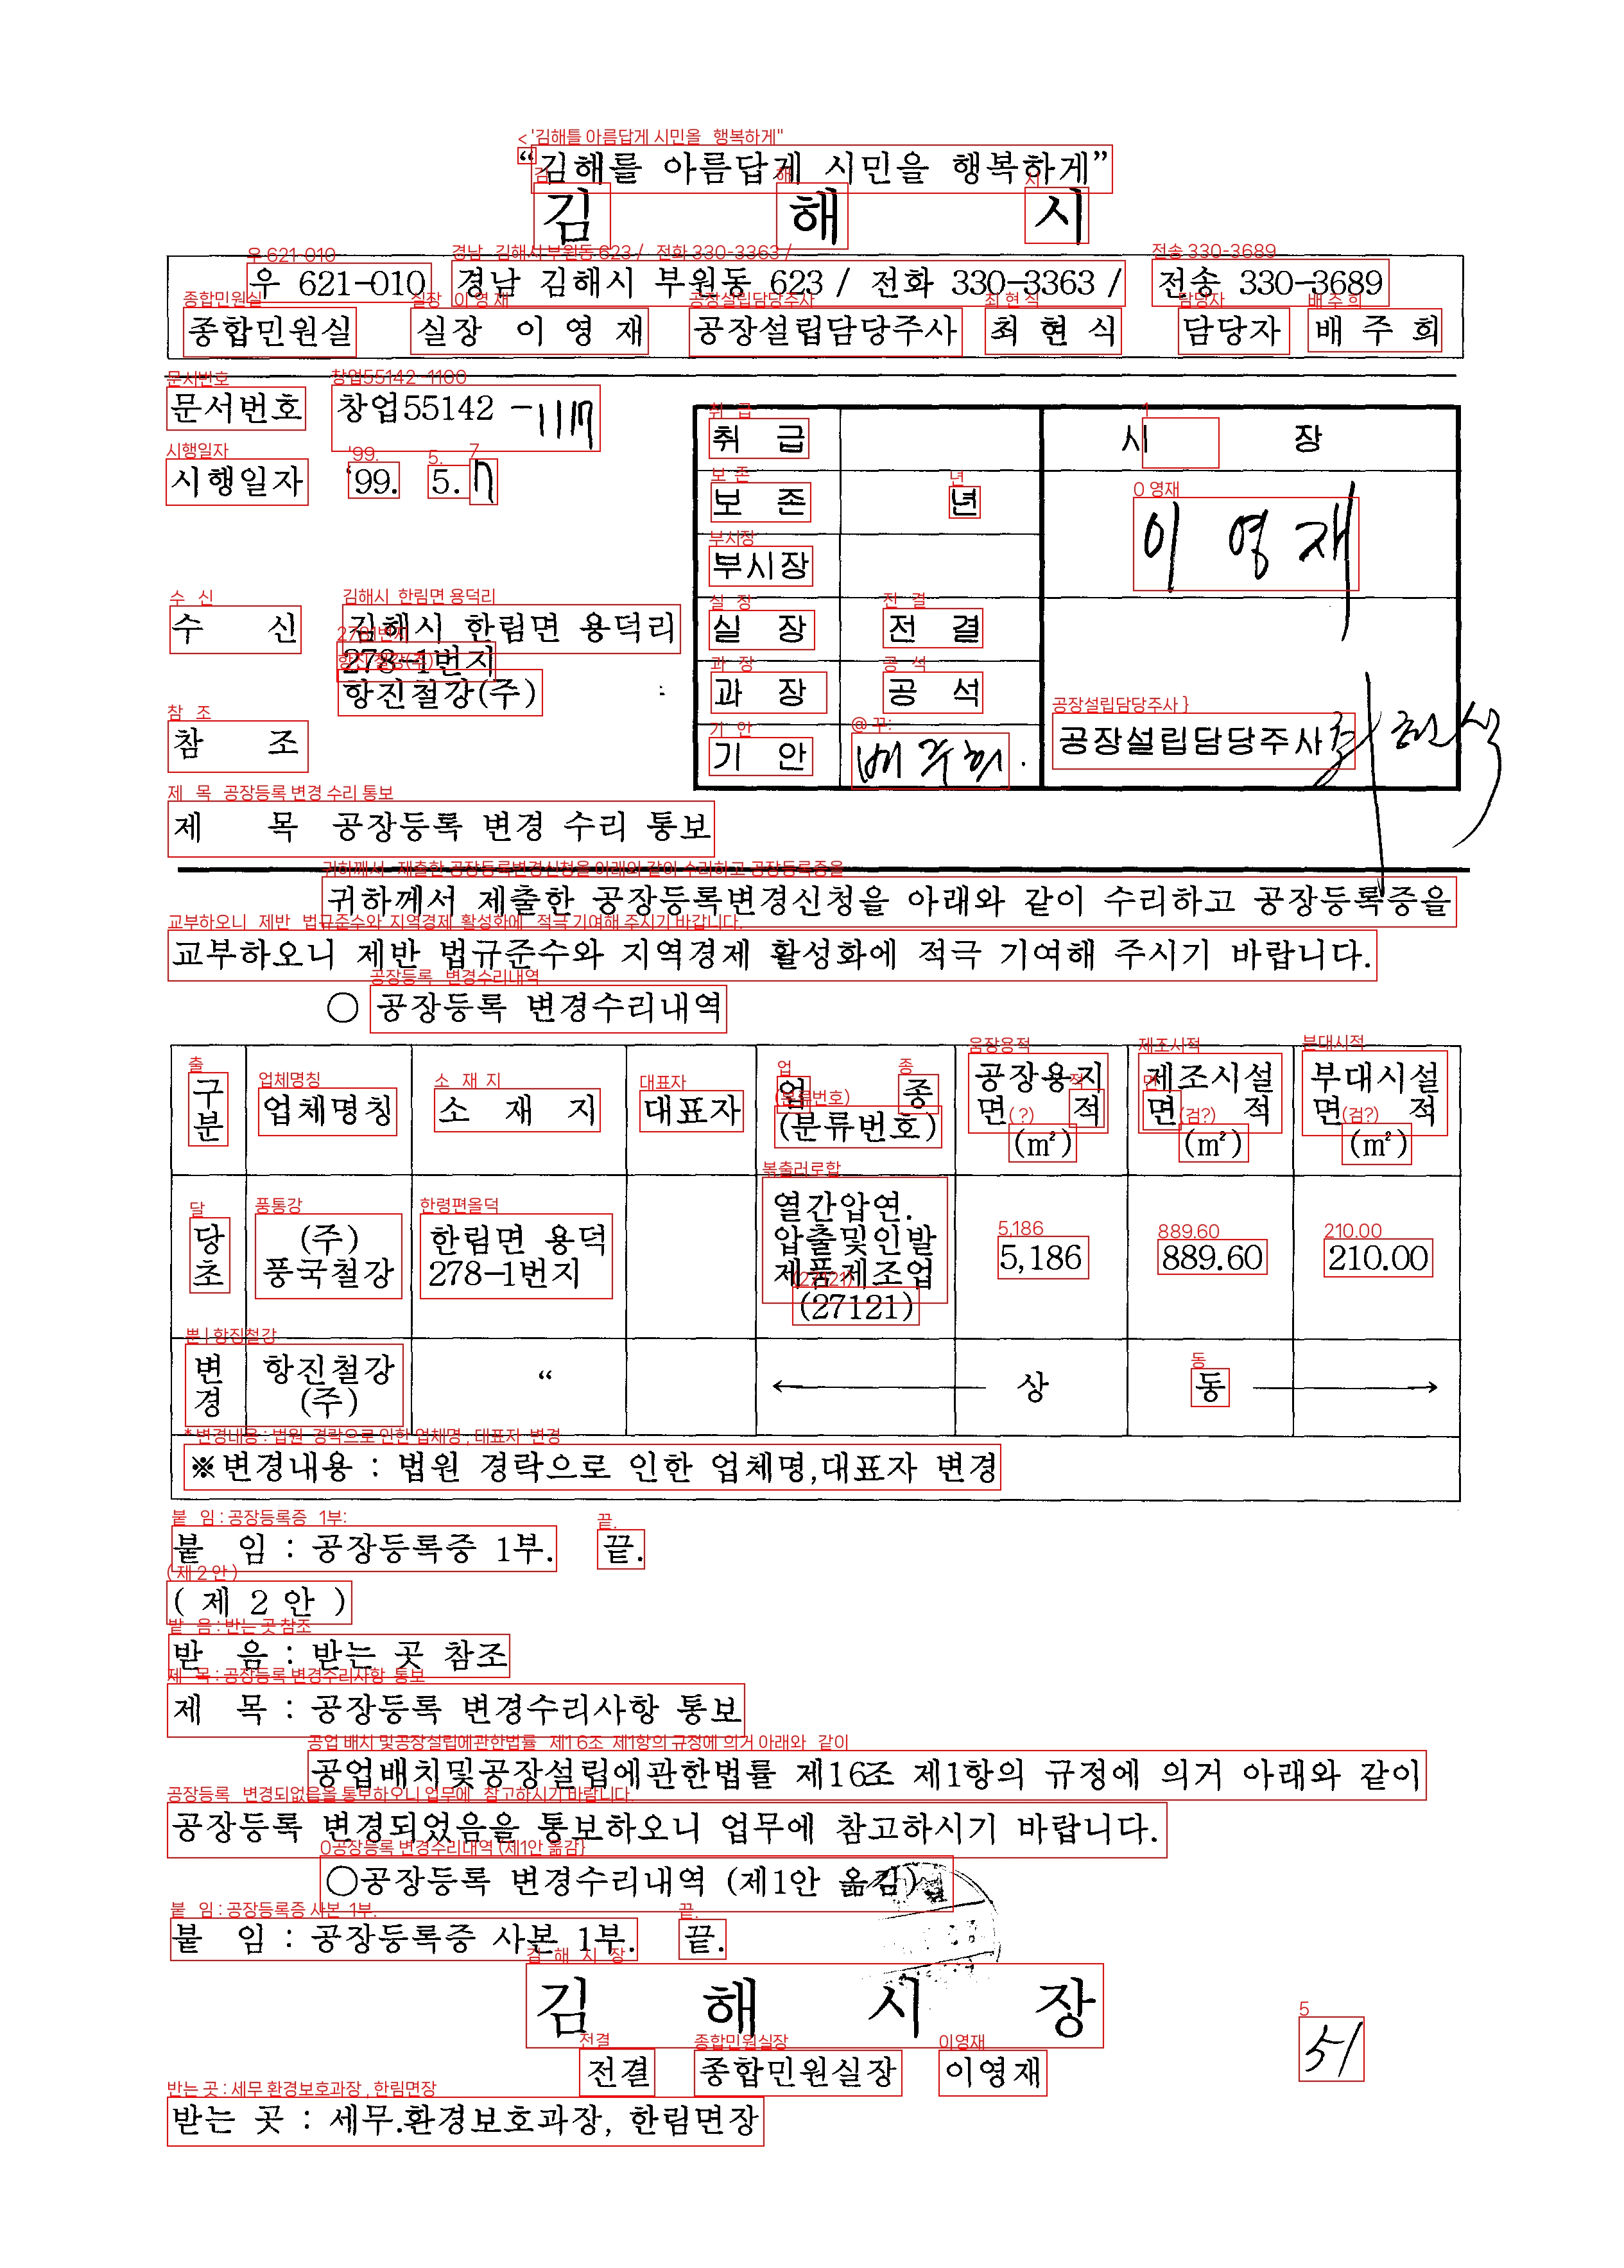 “김해를 아름답게 시민을 행복하게”
김 해 시
우 621-010 경남 김해시 부원동 623 / 전화 330-3363 / 전송 330-3689
종합민원실 실장 이 영 재 공장설립담당주사 최 현 식 담당자 배 주 희
문서번호 창업55142 -
시행일자 '99. 5. 7
취 급 시 장
보 존 년
부시장 이 영 재
수 신 김해시 한림면 용덕리
278-1번지
항진철강(주)
실 장 전 결
과 장 공 석
참 조
기 안 배주희 공장설립담당주사 최현식
제 목 공장등록 변경 수리 통보
귀하께서 제출한 공장등록변경신청을 아래와 같이 수리하고 공장등록증을
교부하오니 제반 법규준수와 지역경제 활성화에 적극 기여해 주시기 바랍니다.
○ 공장등록 변경수리내역
구분 업체명칭 소 재 지 대표자 업 종 (분류번호) 공장용지면 적 (㎡) 제조시설면 적 (㎡) 부대시설면 적 (㎡)
당초 (주)풍국철강 한림면 용덕 278-1번지 열간압연. 압출및인발제품제조업 (27121) 5,186 889.60 210.00
변경 항진철강(주) “ ← 상 동 →
※변경내용 : 법원 경락으로 인한 업체명,대표자 변경
붙 임 : 공장등록증 1부. 끝.
( 제 2 안 )
받 음 : 받는 곳 참조
제 목 : 공장등록 변경수리사항 통보
공업배치및공장설립에관한법률 제16조 제1항의 규정에 의거 아래와 같이
공장등록 변경되었음을 통보하오니 업무에 참고하시기 바랍니다.
○공장등록 변경수리내역 (제1안 옮김)
붙 임 : 공장등록증 사본 1부. 끝.
김 해 시 장
전결 종합민원실장 이영재
51
받는 곳 : 세무.환경보호과장, 한림면장